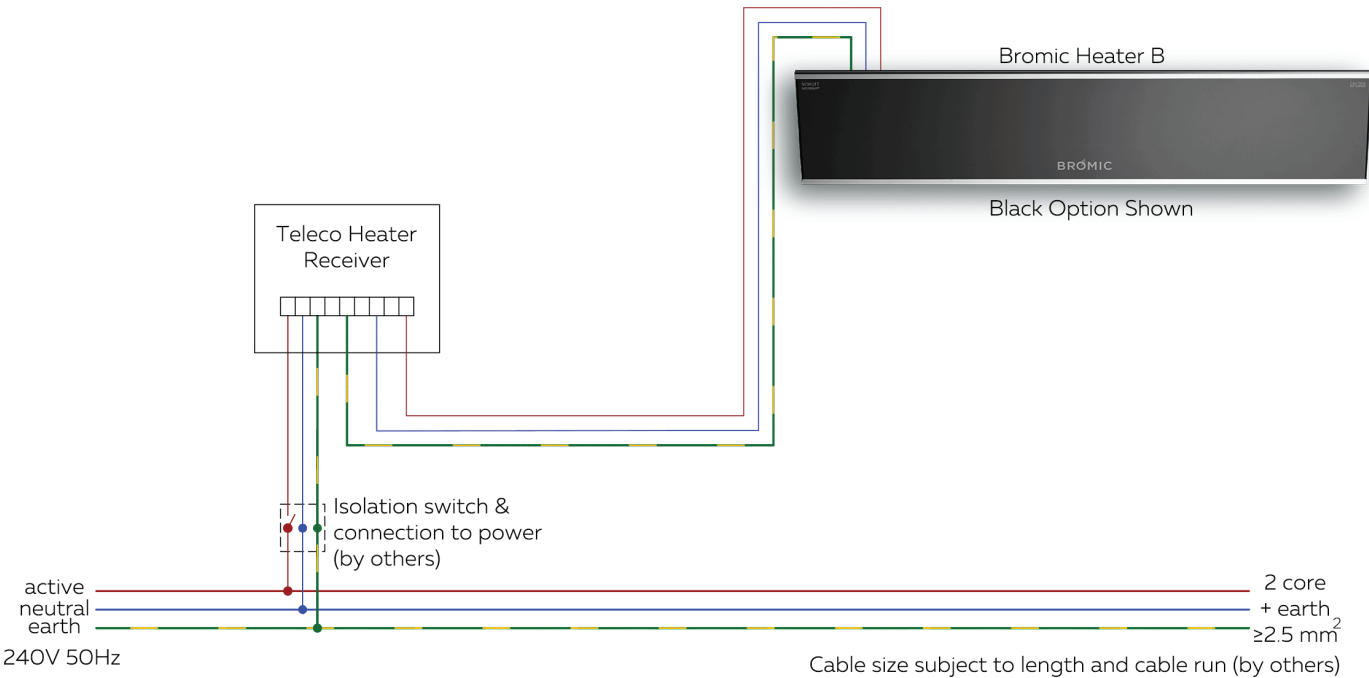 Bromic Heater B
BROMIC
Black Option Shown
Teleco Heater
Receiver
Isolation switch &
connection to power
(by others)
active
neutral
earth
240V 50Hz
2 core
+ earth
≥2.5 mm²
Cable size subject to length and cable run (by others)